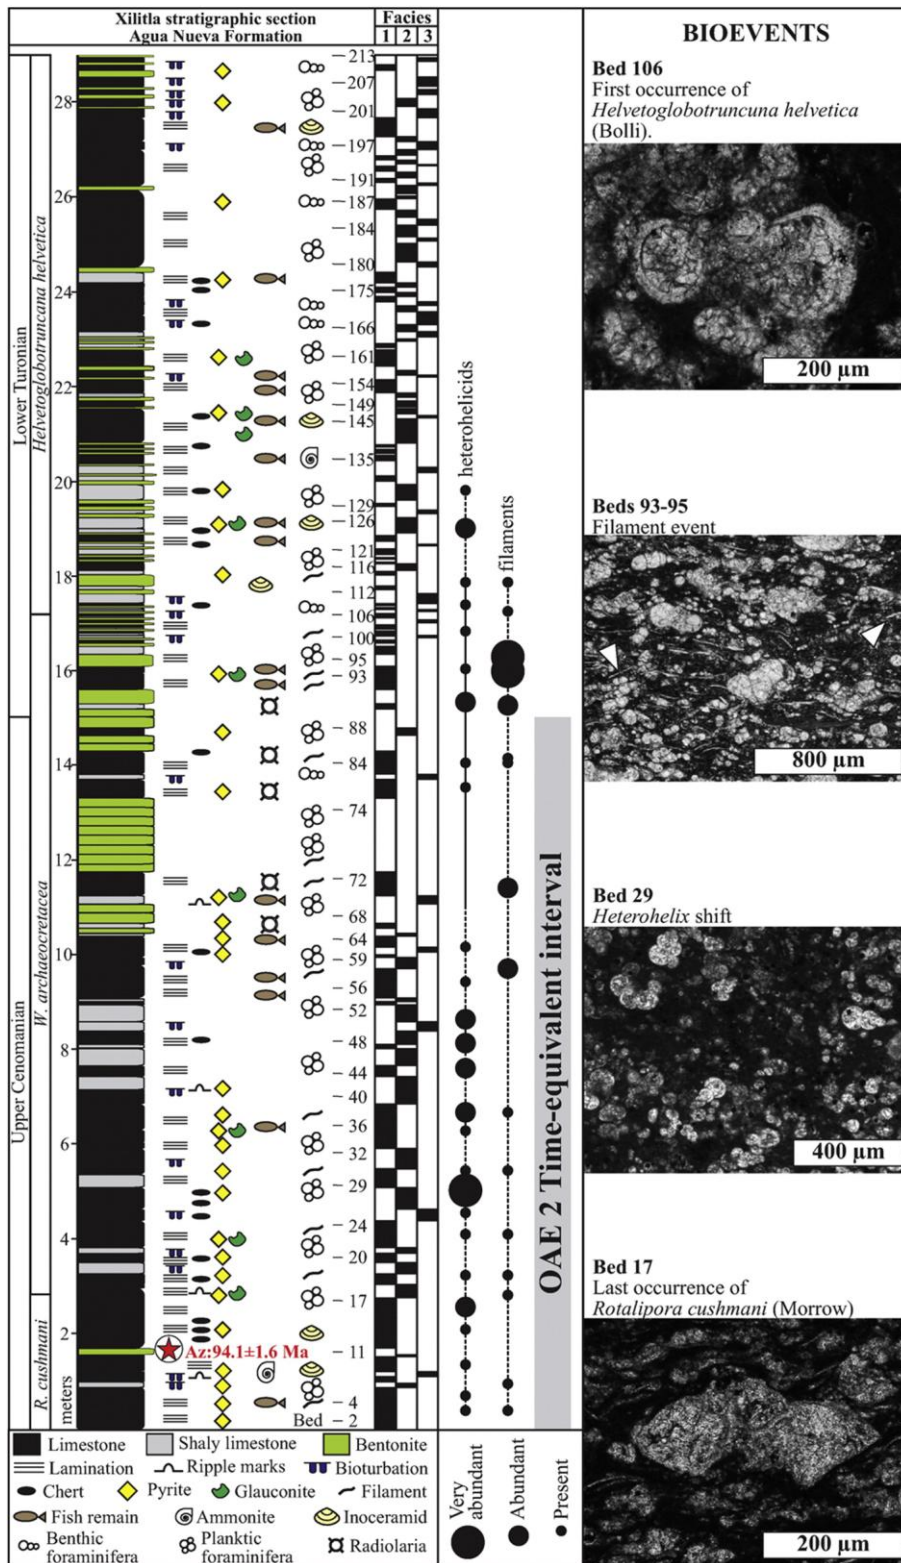 Xilitla stratigraphic section
Agua Nueva Formation
Facies
1 2 3
BIOEVENTS
Lower Turonian
Upper Cenomanian
Helvetoglobotruncana helvetica
W. archaeocretacea
R. cushmani
meters
28
26
24
22
20
18
16
14
12
10
8
6
4
2
213
207
201
197
191
187
184
180
175
166
161
154
149
145
135
129
126
121
116
112
106
100
95
93
88
84
74
72
68
64
59
56
52
48
44
40
36
32
29
24
20
17
11
4
Bed 2
Az:94.1±1.6 Ma
heterohelicids
filaments
OAE 2 Time-equivalent interval
Bed 106
First occurrence of
Helvetoglobotruncuna helvetica
(Bolli).
200 µm
Beds 93-95
Filament event
800 µm
Bed 29
Heterohelix shift
400 µm
Bed 17
Last occurrence of
Rotalipora cushmani (Morrow)
200 µm
Limestone Shaly limestone Bentonite
Lamination Ripple marks Bioturbation
Chert Pyrite Glauconite Filament
Fish remain Ammonite Inoceramid
Benthic foraminifera Planktic foraminifera Radiolaria
Very abundant
Abundant
Present